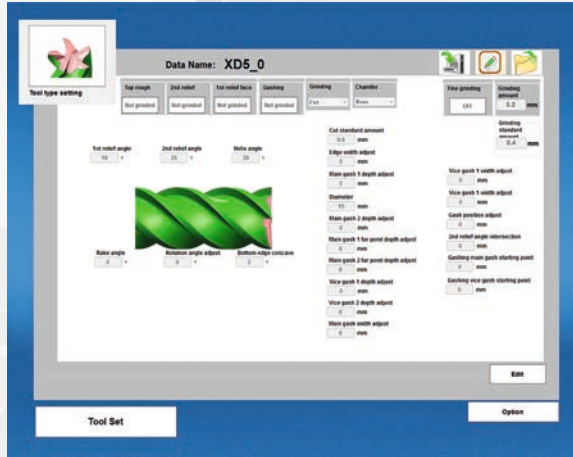 Data Name: XD5_0
Tool type setting
Top rough 2nd relief 1st relief face Gashing Grinding Chamfer Fine grinding Grinding amount
Not grinded Not grinded Not grinded Not grinded Cut None OFF 0.2 mm
Grinding standard amount
0.4 mm
Cut standard amount
mm
1st relief angle 2nd relief angle Helix angle
10 ° 25 ° 30 °
Edge width adjust
0 mm
Main gash 1 depth adjust
0 mm
Diameter
10 mm
Main gash 2 depth adjust
0 mm
Main gash 1 far point depth adjust
0 mm
Main gash 2 far point depth adjust
0 mm
Vice gash 1 depth adjust
0 mm
Vice gash 2 depth adjust
0 mm
Main gash width adjust
0 mm
Vice gash 1 width adjust
0 mm
Vice gash 1 width adjust
0 mm
Gash position adjust
0 mm
2nd relief angle intersection
0 mm
Gashing main gash starting point
0 mm
Gashing vice gash starting point
0 mm
Rake angle Rotation angle adjust Bottom edge concave
0 ° 2 °
Edit
Tool Set
Option